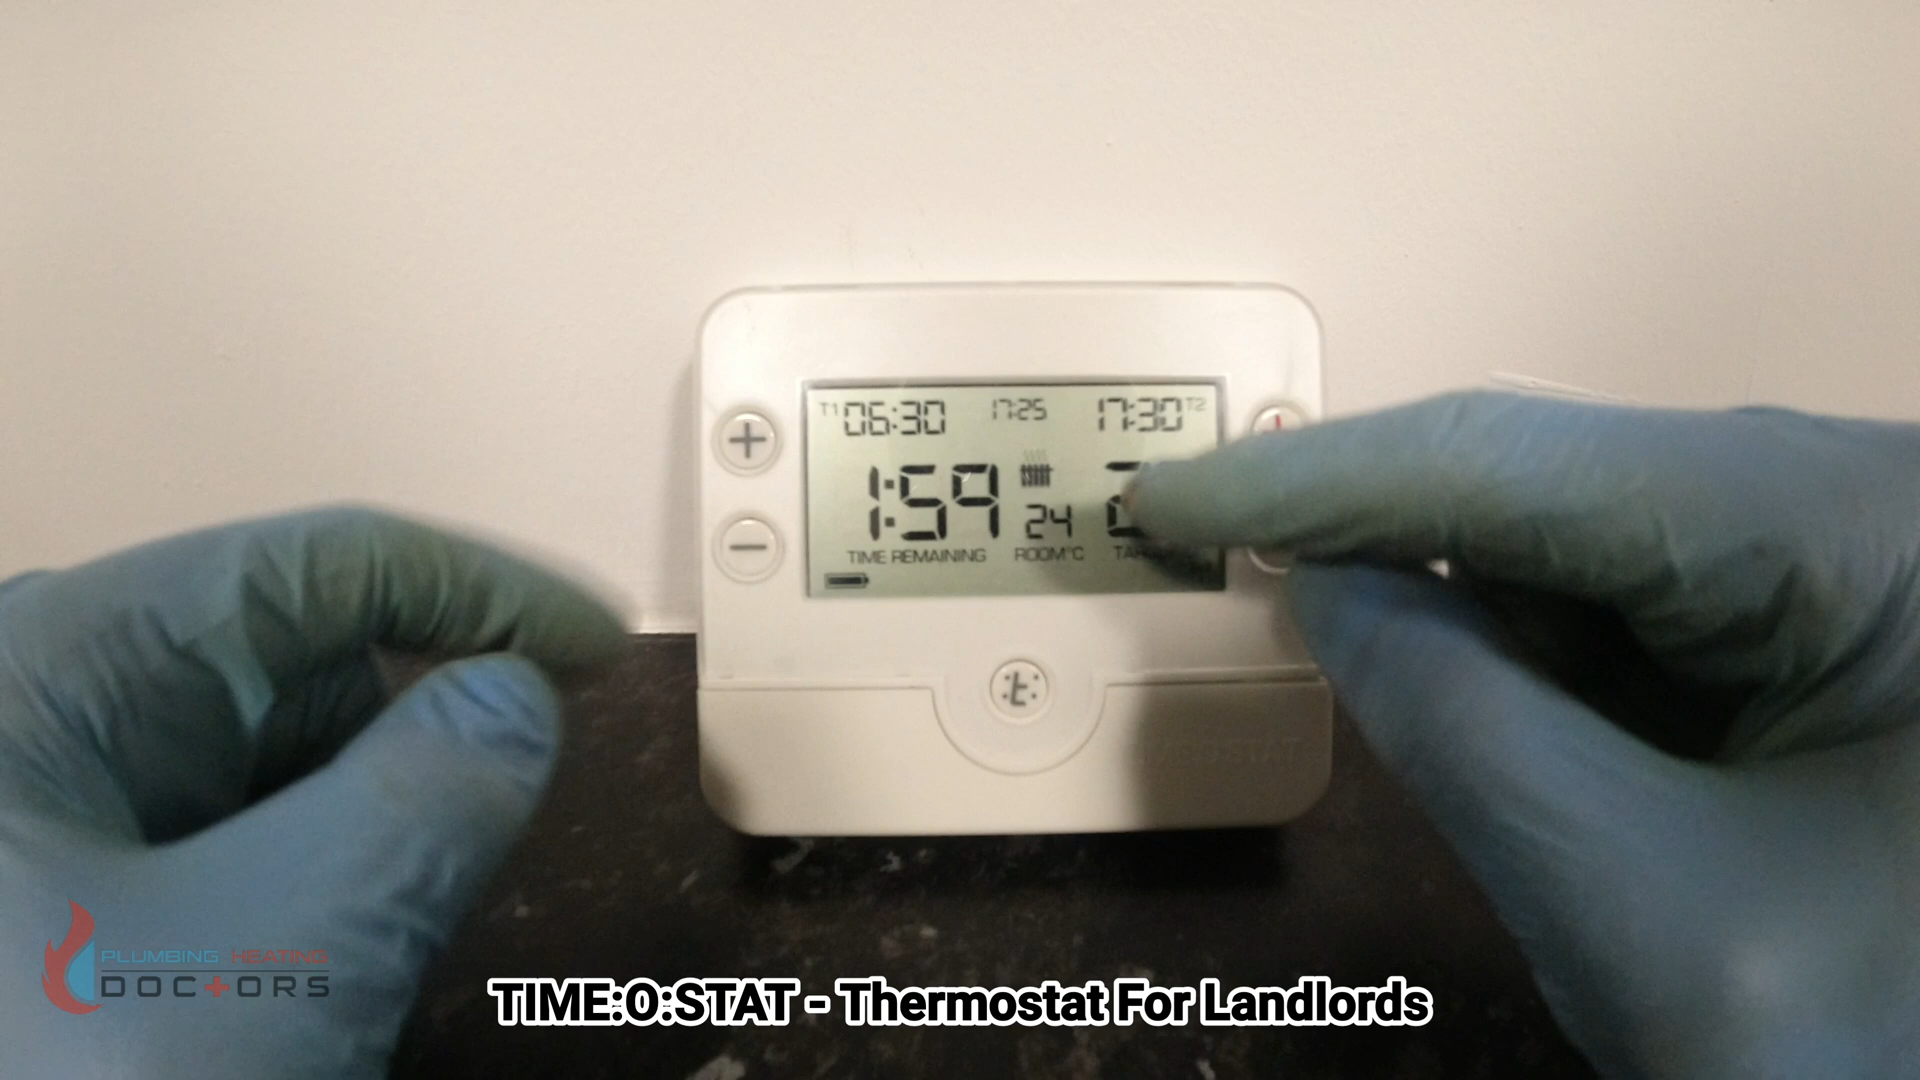 T1 06:30 17:25 17:30 T2
1:59 24
TIME REMAINING ROOM°C
PLUMBING HEATING
DOCTORS
TIME:O:STAT - Thermostat For Landlords